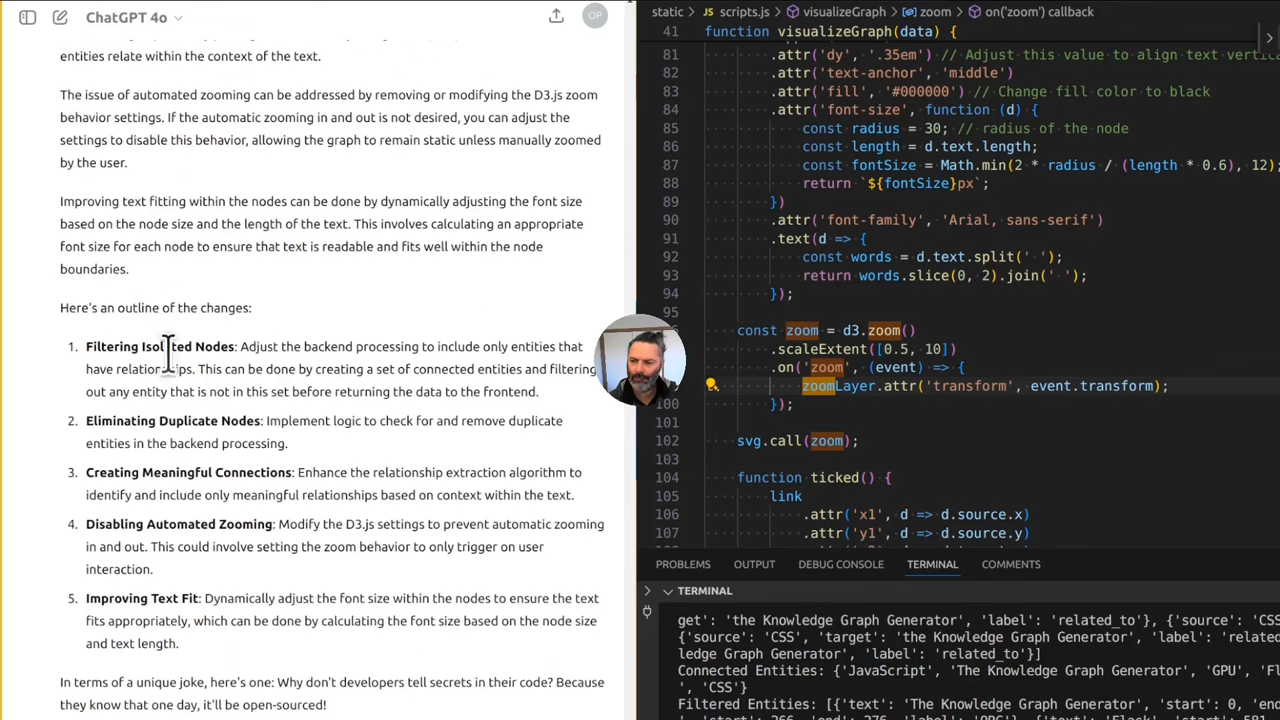 ChatGPT 4o
OP
entities relate within the context of the text.
The issue of automated zooming can be addressed by removing or modifying the D3.js zoom
behavior settings. If the automatic zooming in and out is not desired, you can adjust the
settings to disable this behavior, allowing the graph to remain static unless manually zoomed
by the user.
Improving text fitting within the nodes can be done by dynamically adjusting the font size
based on the node size and the length of the text. This involves calculating an appropriate
font size for each node to ensure that text is readable and fits well within the node
boundaries.
Here's an outline of the changes:
1. Filtering Isolated Nodes: Adjust the backend processing to include only entities that
have relationships. This can be done by creating a set of connected entities and filtering
out any entity that is not in this set before returning the data to the frontend.
2. Eliminating Duplicate Nodes: Implement logic to check for and remove duplicate
entities in the backend processing.
3. Creating Meaningful Connections: Enhance the relationship extraction algorithm to
identify and include only meaningful relationships based on context within the text.
4. Disabling Automated Zooming: Modify the D3.js settings to prevent automatic zooming
in and out. This could involve setting the zoom behavior to only trigger on user
interaction.
5. Improving Text Fit: Dynamically adjust the font size within the nodes to ensure the text
fits appropriately, which can be done by calculating the font size based on the node size
and text length.
In terms of a unique joke, here's one: Why don't developers tell secrets in their code? Because
they know that one day, it'll be open-sourced!
static > JS scripts.js > visualizeGraph > zoom > on('zoom') callback
41 function visualizeGraph(data) {
81 .attr('dy', '.35em') // Adjust this value to align text vertica
82 .attr('text-anchor', 'middle')
83 .attr('fill', '#000000') // Change fill color to black
84 .attr('font-size', function (d) {
85 const radius = 30; // radius of the node
86 const length = d.text.length;
87 const fontSize = Math.min(2 * radius / (length * 0.6), 12);
88 return `${fontSize}px`;
89 })
90 .attr('font-family', 'Arial, sans-serif')
91 .text(d => {
92 const words = d.text.split(' ');
93 return words.slice(0, 2).join(' ');
94 });
95
const zoom = d3.zoom()
.scaleExtent([0.5, 10])
.on('zoom', (event) => {
zoomLayer.attr('transform', event.transform);
100 });
101
102 svg.call(zoom);
103
104 function ticked() {
105 link
106 .attr('x1', d => d.source.x)
107 .attr('y1', d => d.source.y)
PROBLEMS OUTPUT DEBUG CONSOLE TERMINAL COMMENTS
TERMINAL
get': 'the Knowledge Graph Generator', 'label': 'related_to'}, {'source': 'CSS
{'source': 'CSS', 'target': 'the Knowledge Graph Generator', 'label': 'relate
ledge Graph Generator', 'label': 'related_to'}]
Connected Entities: {'JavaScript', 'The Knowledge Graph Generator', 'GPU', 'Fl
', 'CSS'}
Filtered Entities: [{'text': 'The Knowledge Graph Generator', 'start': 0, 'end